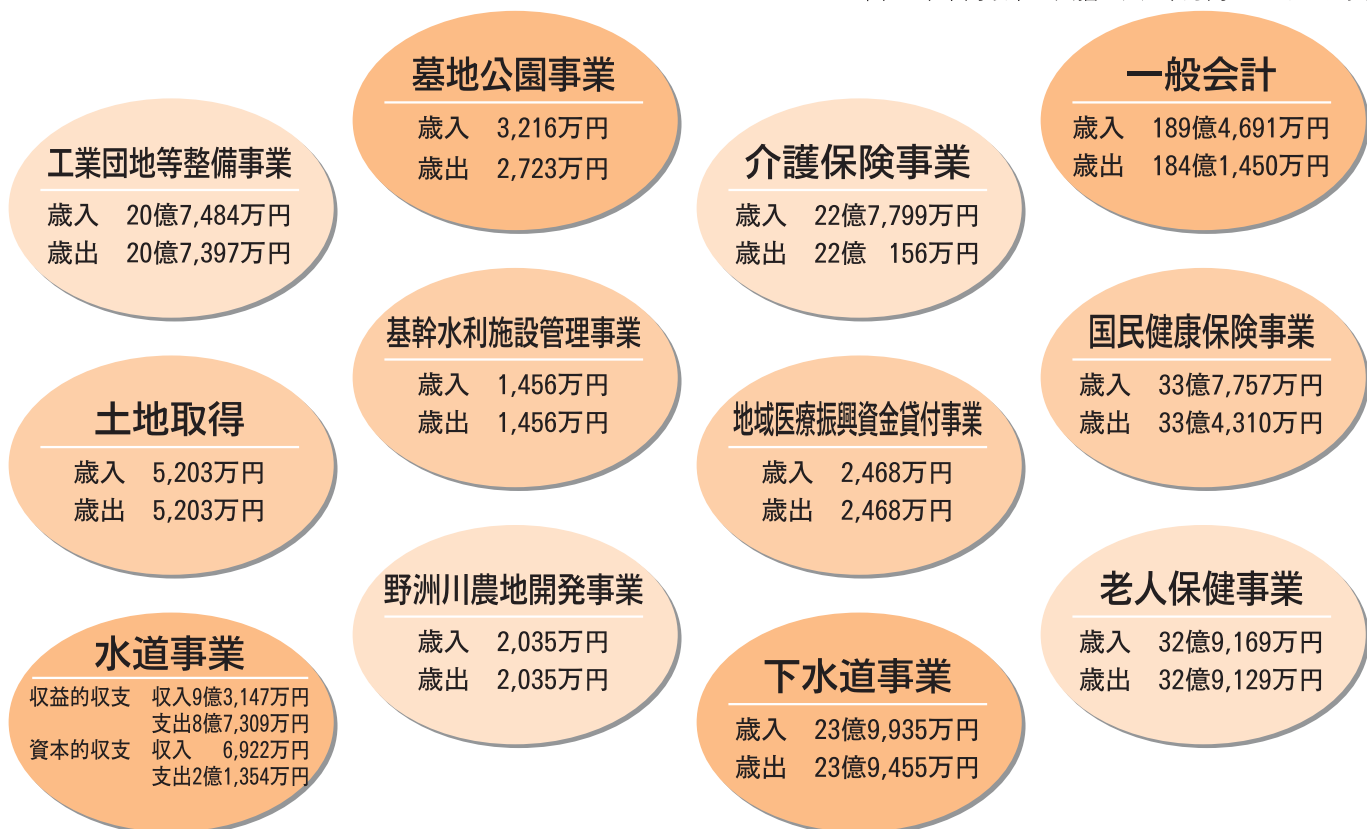 墓地公園事業
歳入 3,216万円
歳出 2,723万円
一般会計
歳入 189億4,691万円
歳出 184億1,450万円
工業団地等整備事業
歳入 20億7,484万円
歳出 20億7,397万円
介護保険事業
歳入 22億7,799万円
歳出 22億 156万円
基幹水利施設管理事業
歳入 1,456万円
歳出 1,456万円
国民健康保険事業
歳入 33億7,757万円
歳出 33億4,310万円
土地取得
歳入 5,203万円
歳出 5,203万円
地域医療振興資金貸付事業
歳入 2,468万円
歳出 2,468万円
野洲川農地開発事業
歳入 2,035万円
歳出 2,035万円
老人保健事業
歳入 32億9,169万円
歳出 32億9,129万円
水道事業
収益的収支 収入9億3,147万円
支出8億7,309万円
資本的収支 収入 6,922万円
支出2億1,354万円
下水道事業
歳入 23億9,935万円
歳出 23億9,455万円